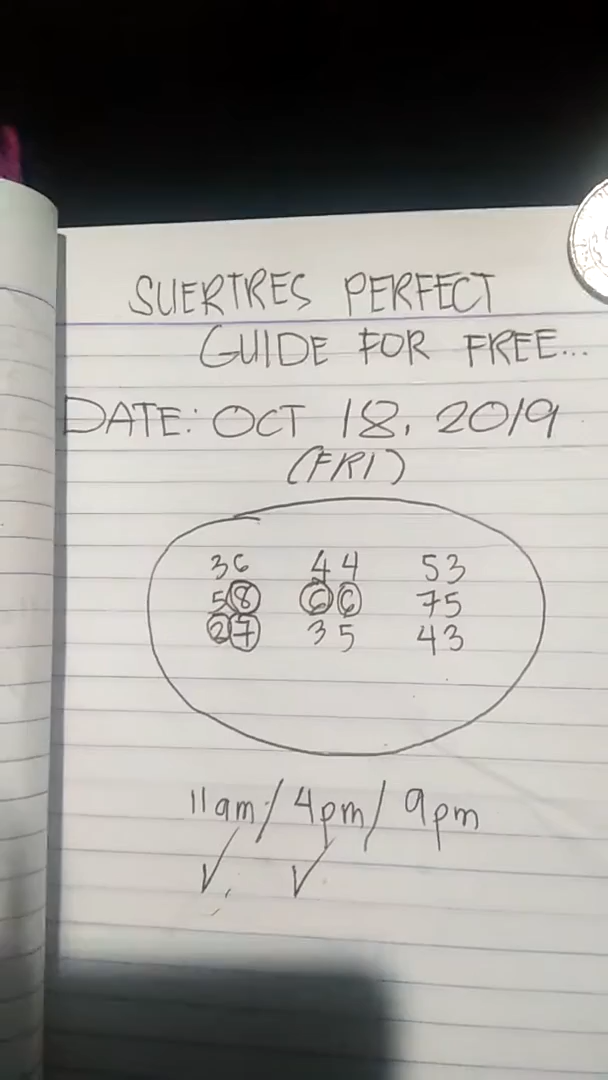 SUERTRES PERFECT
GUIDE FOR FREE...
DATE: OCT 18, 2019
(FRI)
36 44 53
58 66 75
27 35 43
11am/4pm/9pm